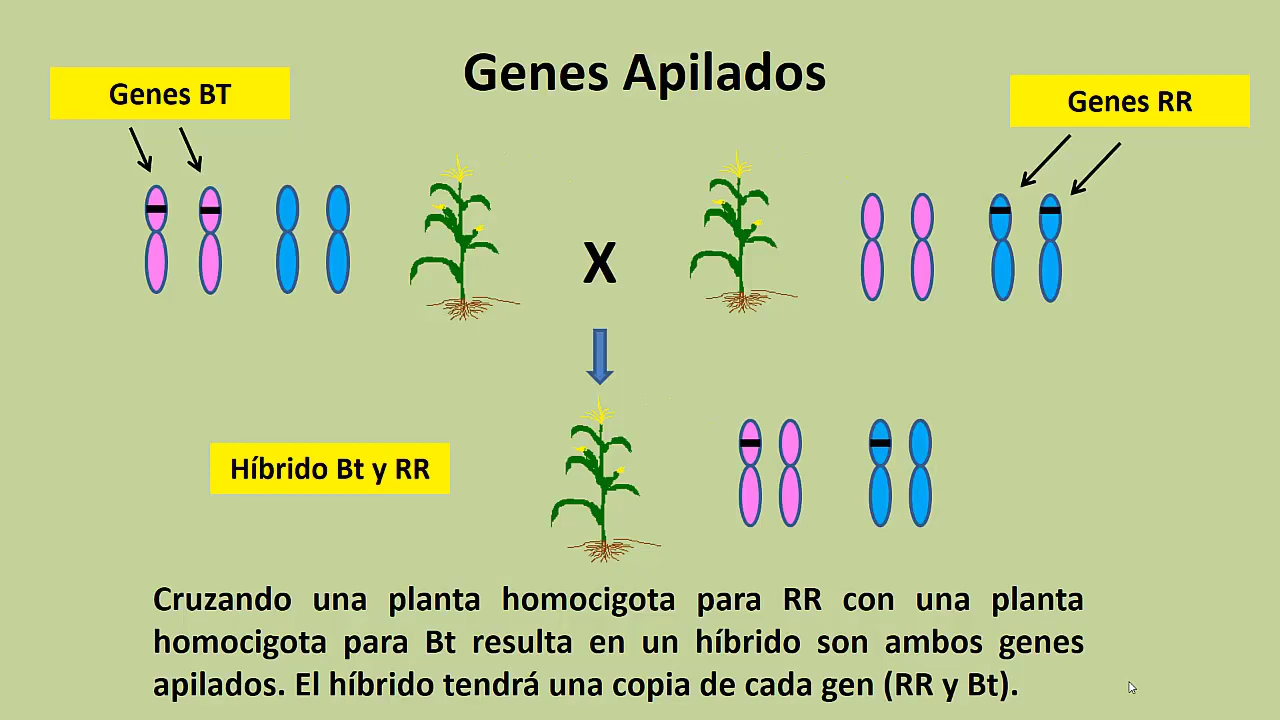 Genes Apilados
Genes BT
Genes RR
X
Híbrido Bt y RR
Cruzando una planta homocigota para RR con una planta
homocigota para Bt resulta en un híbrido son ambos genes
apilados. El híbrido tendrá una copia de cada gen (RR y Bt).